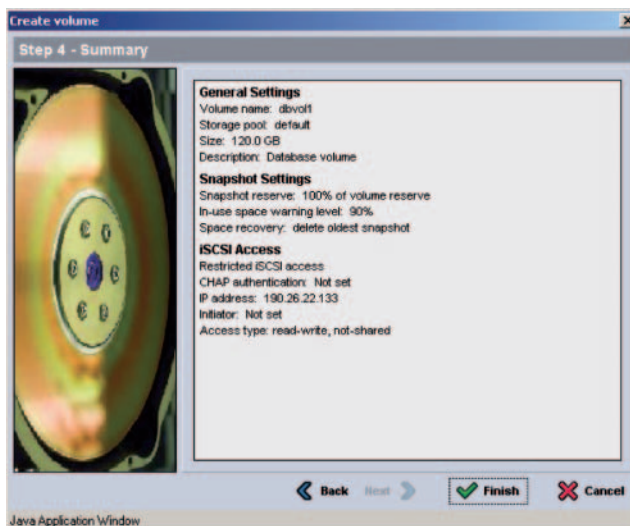 Create volume
Step 4 - Summary
General Settings
Volume name: dbvol1
Storage pool: default
Size: 120.0 GB
Description: Database volume
Snapshot Settings
Snapshot reserve: 100% of volume reserve
In-use space warning level: 90%
Space recovery: delete oldest snapshot
iSCSI Access
Restricted iSCSI access
CHAP authentication: Not set
IP address: 190.26.22.133
Initiator: Not set
Access type: read-write, not-shared
Back Next Finish Cancel
Java Application Window